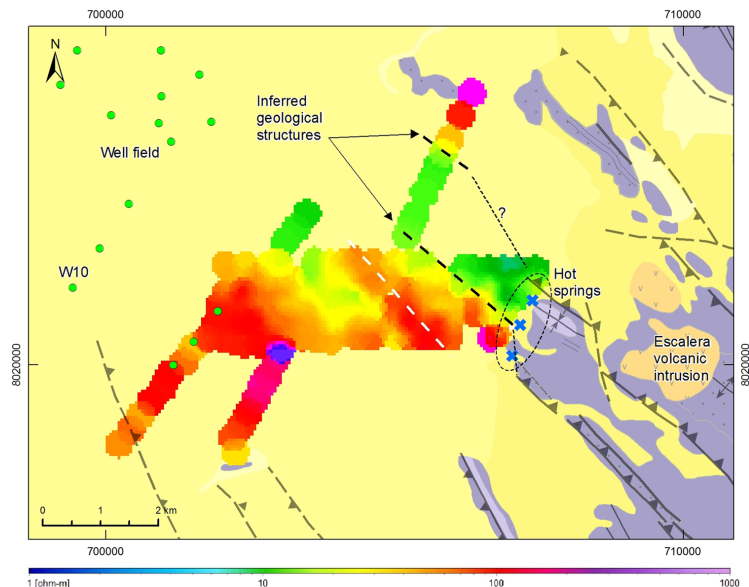 700000
710000
N
Inferred
geological
structures
Well field
?
W10
Hot
springs
Escalera
volcanic
intrusion
8020000
8020000
0 1 2 km
700000
710000
1 [ohm-m] 10 100 1000